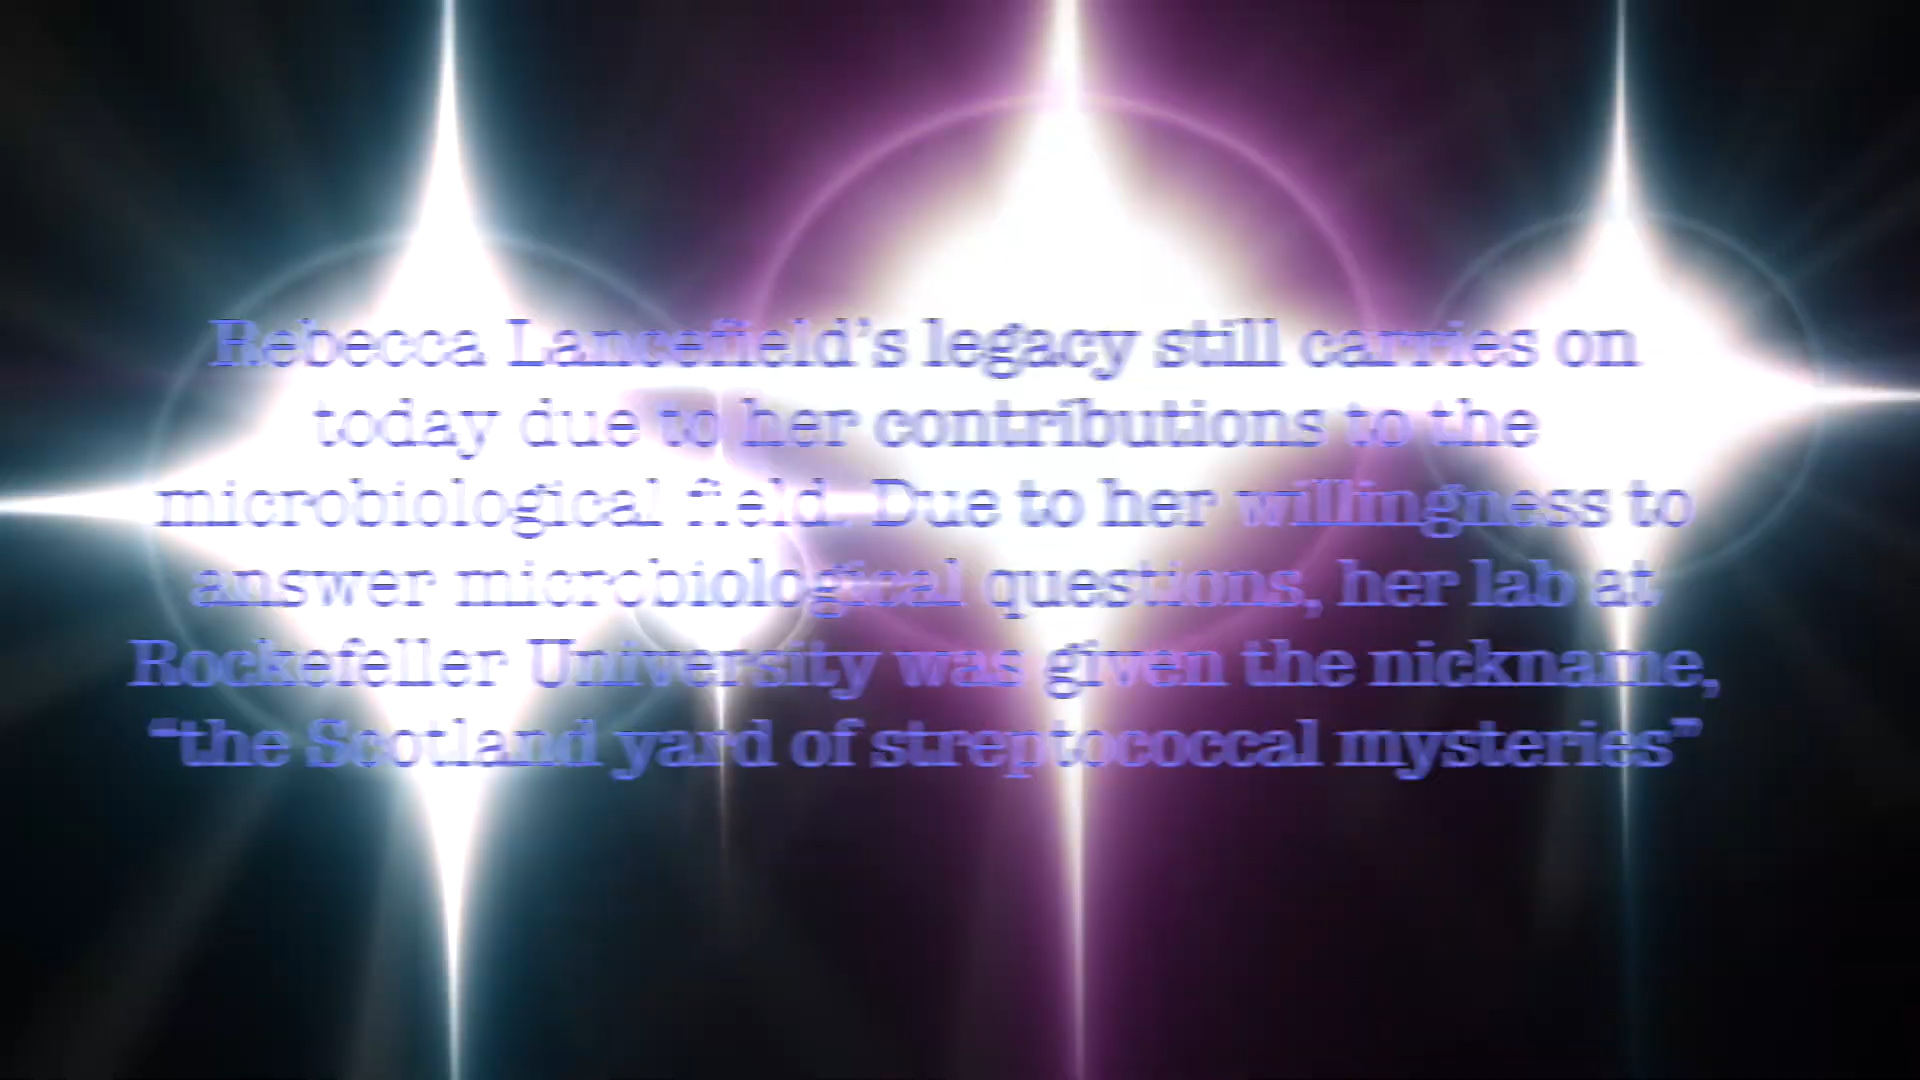 Rebecca Lancefield’s legacy still carries on
today due to her contributions to the
microbiological field. Due to her willingness to
answer microbiological questions, her lab at
Rockefeller University was given the nickname,
“the Scotland yard of streptococcal mysteries”